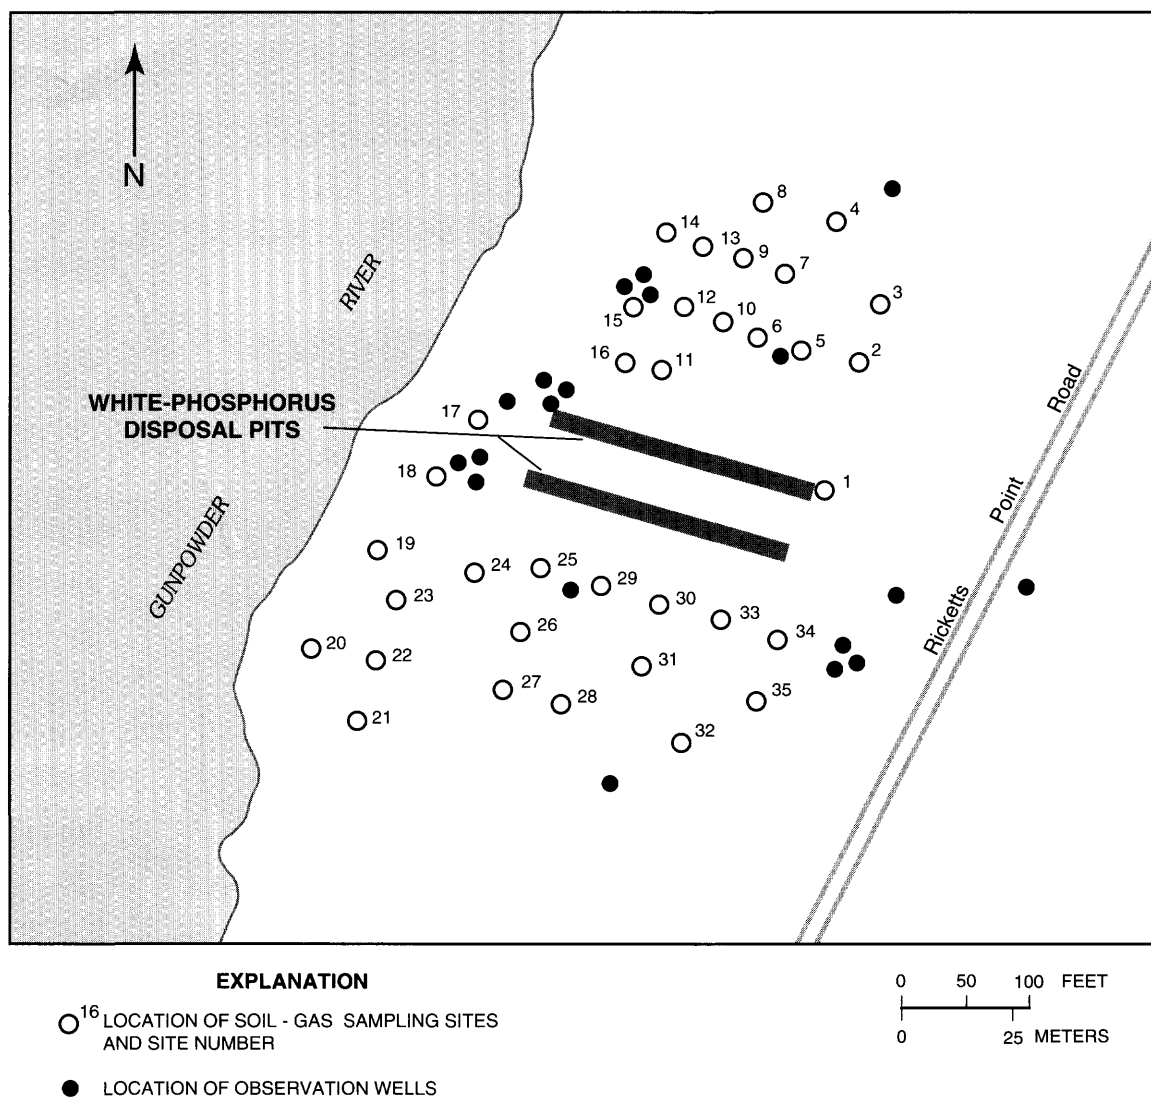 N
8
4
14
13
9
7
RIVER
3
12
10
15
6
5
2
16
11
WHITE-PHOSPHORUS
DISPOSAL PITS
17
Ricketts Point Road
18
1
GUNPOWDER
19
24
25
29
23
30
33
26
34
20
22
31
27
28
35
21
32
EXPLANATION
16 LOCATION OF SOIL - GAS SAMPLING SITES
AND SITE NUMBER
LOCATION OF OBSERVATION WELLS
0 50 100 FEET
0 25 METERS